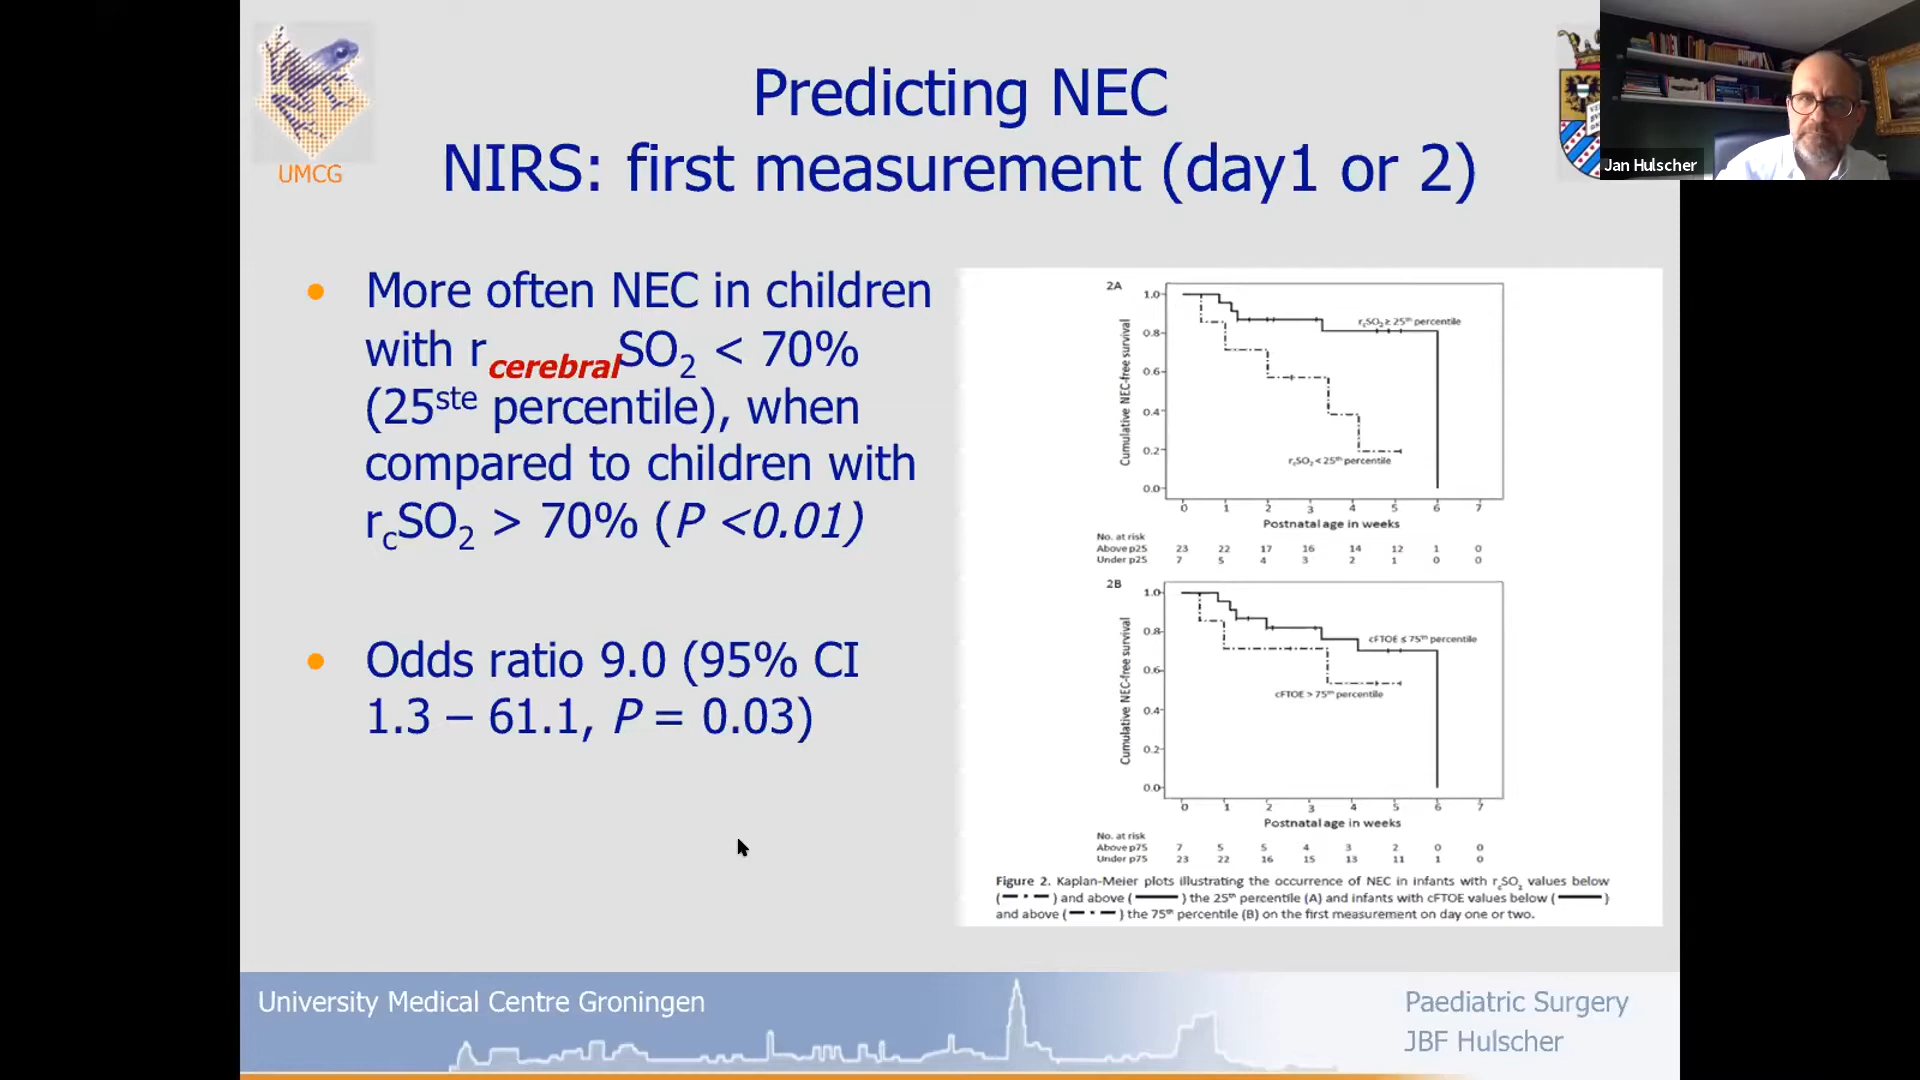 UMCG
Predicting NEC
NIRS: first measurement (day1 or 2)
Jan Hulscher
• More often NEC in children
with rcerebralSO2 < 70%
(25ste percentile), when
compared to children with
rcSO2 > 70% (P <0.01)
• Odds ratio 9.0 (95% CI
1.3 – 61.1, P = 0.03)
2A
Cumulative NEC-free survival
1.0
0.8
0.6
0.4
0.2
0.0
rcSO2 ≥ 25th percentile
rcSO2 < 25th percentile
0 1 2 3 4 5 6 7
Postnatal age in weeks
No. at risk
Above p25 23 22 17 16 14 12 1 0
Under p25 7 5 4 3 2 1 0 0
2B
Cumulative NEC-free survival
1.0
0.8
0.6
0.4
0.2
0.0
cFTOE ≤ 75th percentile
cFTOE > 75th percentile
0 1 2 3 4 5 6 7
Postnatal age in weeks
No. at risk
Above p75 7 5 5 4 3 2 0 0
Under p75 23 22 16 15 13 11 1 0
Figure 2. Kaplan-Meier plots illustrating the occurrence of NEC in infants with rcSO2 values below
( ) and above ( ) the 25th percentile (A) and infants with cFTOE values below ( )
and above ( ) the 75th percentile (B) on the first measurement on day one or two.
University Medical Centre Groningen
Paediatric Surgery
JBF Hulscher